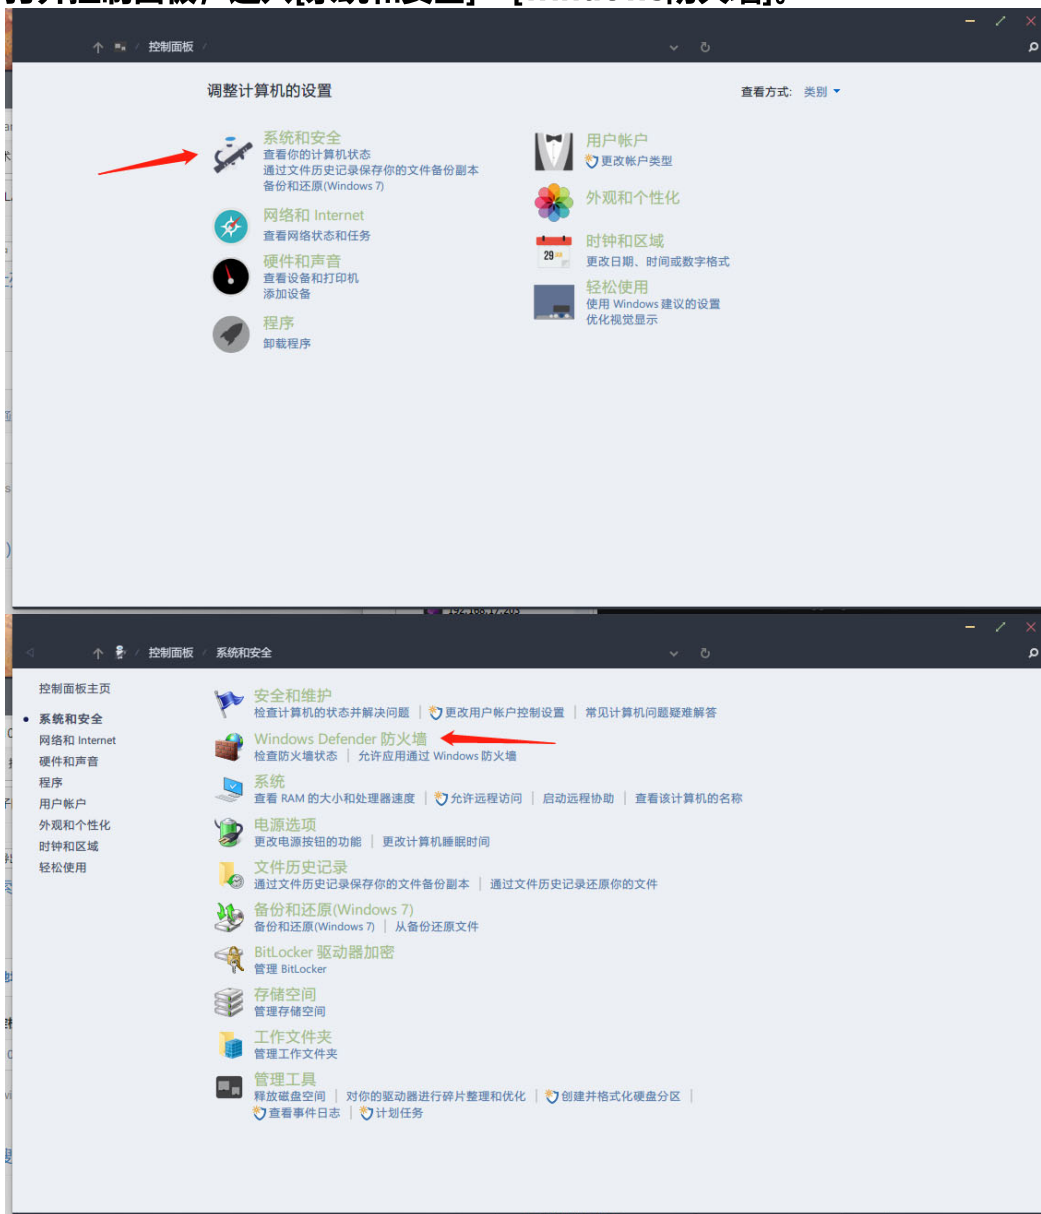 控制面板
调整计算机的设置
查看方式: 类别
系统和安全
查看你的计算机状态
通过文件历史记录保存你的文件备份副本
备份和还原(Windows 7)
网络和 Internet
查看网络状态和任务
硬件和声音
查看设备和打印机
添加设备
程序
卸载程序
用户帐户
更改帐户类型
外观和个性化
29
时钟和区域
更改日期、时间或数字格式
轻松使用
使用 Windows 建议的设置
优化视觉显示
控制面板 / 系统和安全
控制面板主页
系统和安全
网络和 Internet
硬件和声音
程序
用户帐户
外观和个性化
时钟和区域
轻松使用
安全和维护
检查计算机的状态并解决问题 | 更改用户帐户控制设置 | 常见计算机问题疑难解答
Windows Defender 防火墙
检查防火墙状态 | 允许应用通过 Windows 防火墙
系统
查看 RAM 的大小和处理器速度 | 允许远程访问 | 启动远程协助 | 查看该计算机的名称
电源选项
更改电源按钮的功能 | 更改计算机睡眠时间
文件历史记录
通过文件历史记录保存你的文件备份副本 | 通过文件历史记录还原你的文件
备份和还原(Windows 7)
备份和还原(Windows 7) | 从备份还原文件
BitLocker 驱动器加密
管理 BitLocker
存储空间
管理存储空间
工作文件夹
管理工作文件夹
管理工具
释放磁盘空间 | 对你的驱动器进行碎片整理和优化 | 创建并格式化硬盘分区 |
查看事件日志 | 计划任务